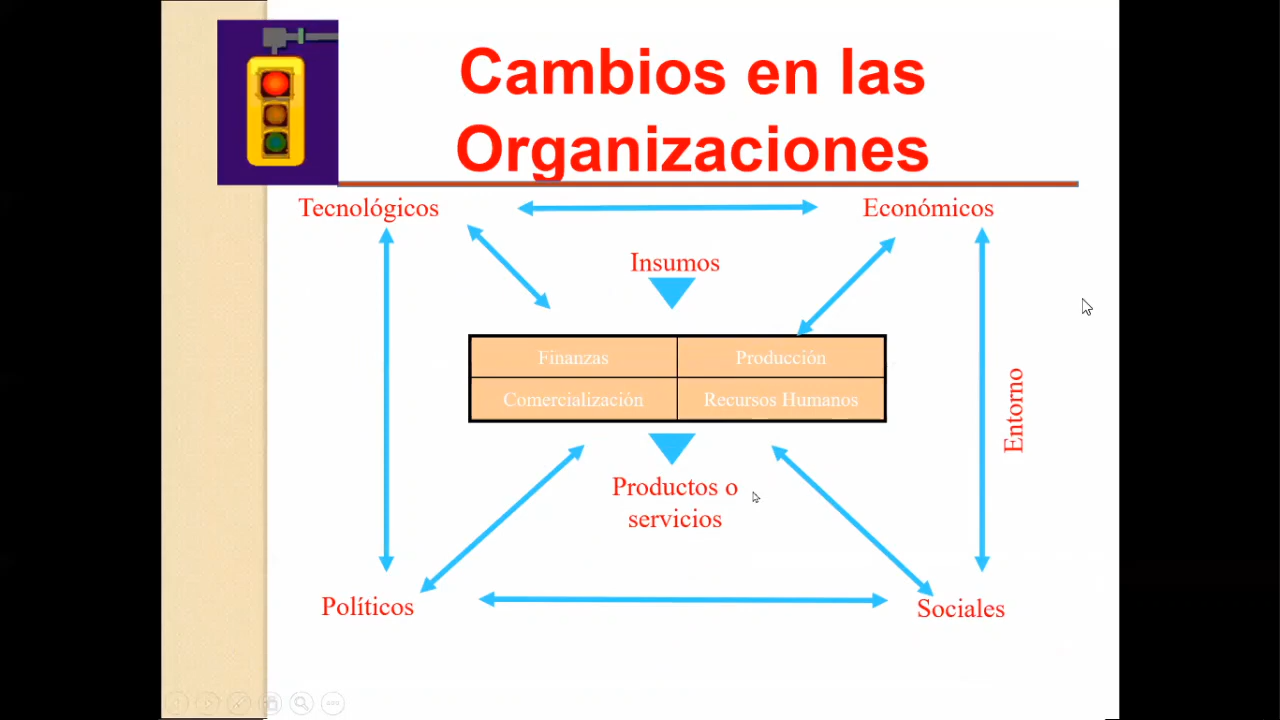 Cambios en las
Organizaciones
Tecnológicos
Económicos
Insumos
Finanzas
Producción
Comercialización
Recursos Humanos
Entorno
Productos o
servicios
Políticos
Sociales